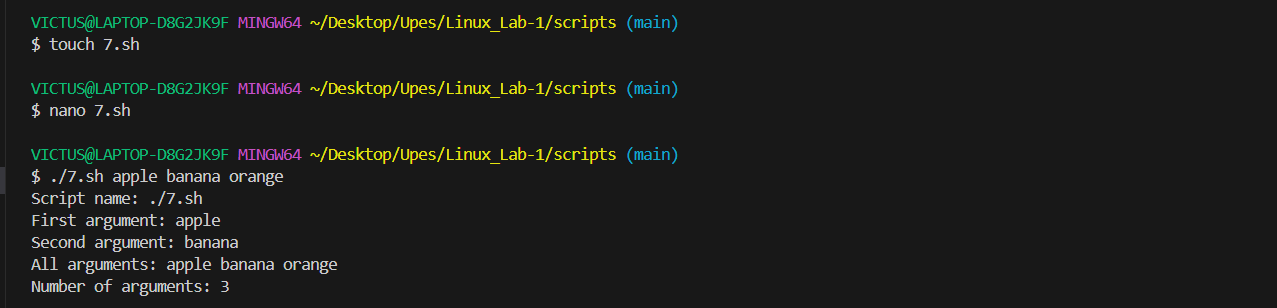 VICTUS@LAPTOP-D8G2JK9F MINGW64 ~/Desktop/Upes/Linux_Lab-1/scripts (main)
$ touch 7.sh
VICTUS@LAPTOP-D8G2JK9F MINGW64 ~/Desktop/Upes/Linux_Lab-1/scripts (main)
$ nano 7.sh
VICTUS@LAPTOP-D8G2JK9F MINGW64 ~/Desktop/Upes/Linux_Lab-1/scripts (main)
$ ./7.sh apple banana orange
Script name: ./7.sh
First argument: apple
Second argument: banana
All arguments: apple banana orange
Number of arguments: 3